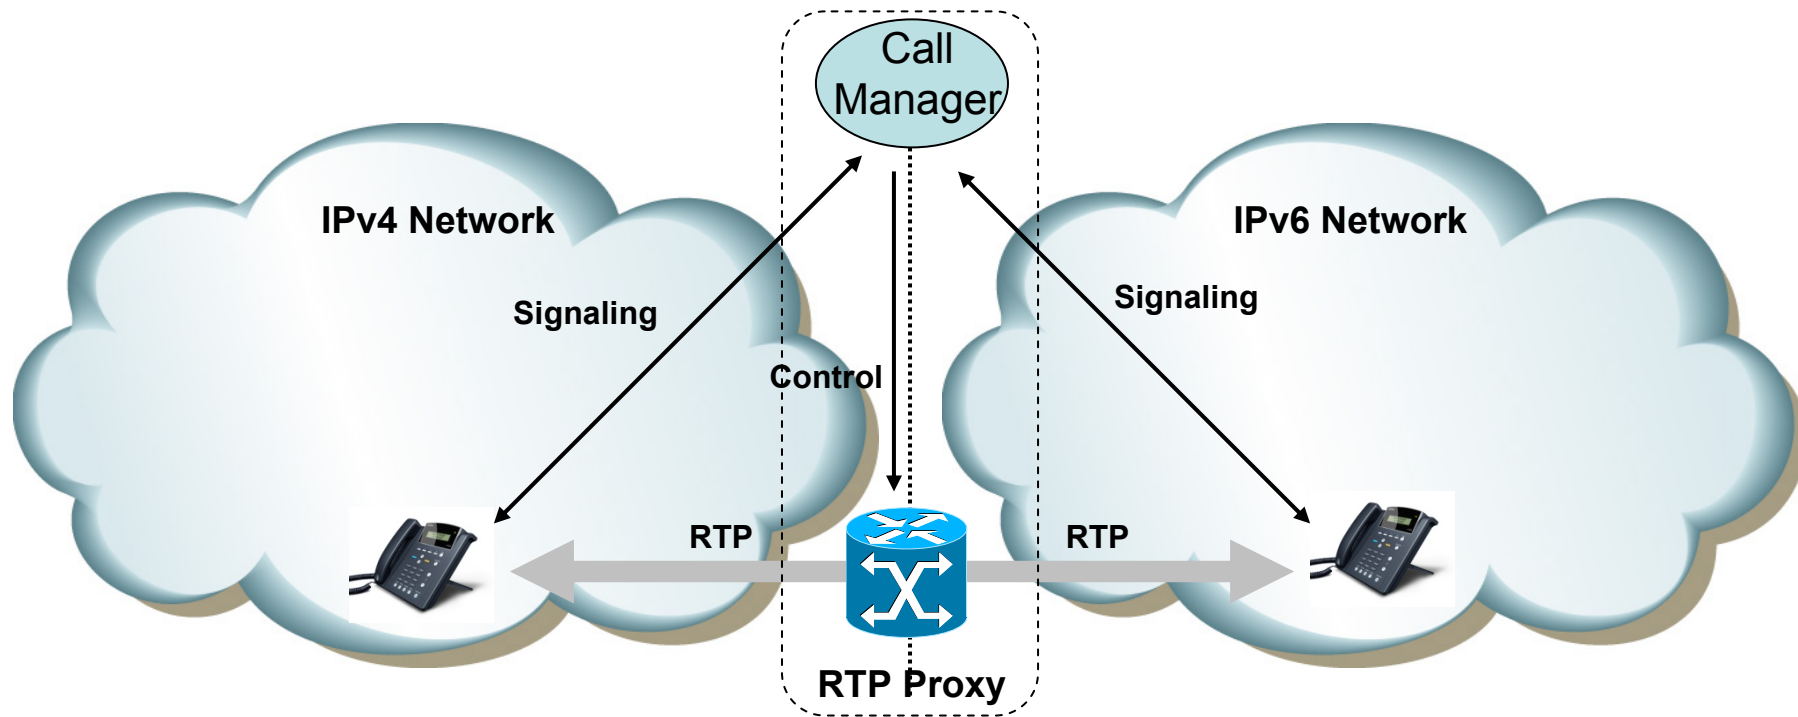 Call
Manager
IPv4 Network
IPv6 Network
Signaling
Signaling
Control
RTP
RTP
RTP Proxy